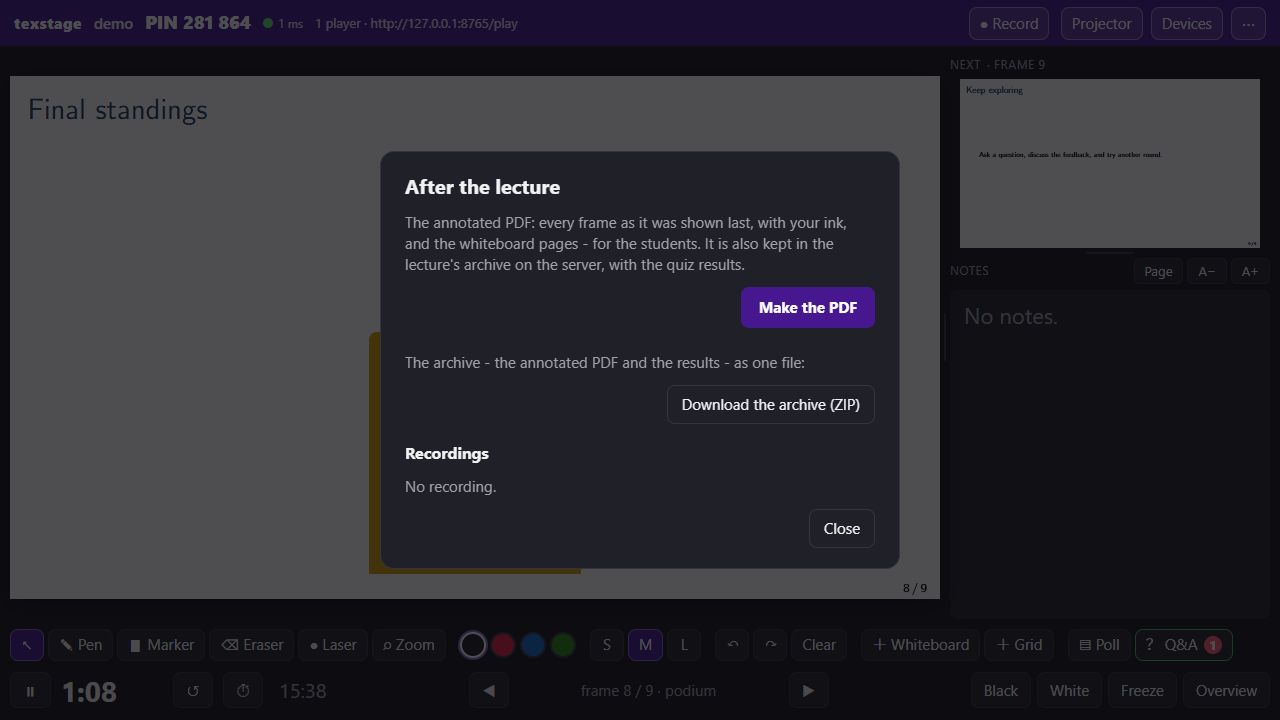 texstage demo PIN 281 864 1 ms 1 player · http://127.0.0.1:8765/play ● Record Projector Devices ...
NEXT - FRAME 9
Final standings
Keep exploring
Ask a question, discuss the feedback, and try another round.
9/9
NOTES Page A− A+
No notes.
After the lecture
The annotated PDF: every frame as it was shown last, with your ink,
and the whiteboard pages - for the students. It is also kept in the
lecture's archive on the server, with the quiz results.
Make the PDF
The archive - the annotated PDF and the results - as one file:
Download the archive (ZIP)
Recordings
No recording.
Close
8 / 9
Pen Marker Eraser Laser Zoom S M L Clear + Whiteboard + Grid Poll ? Q&A 1
1:08 15:38 frame 8 / 9 · podium Black White Freeze Overview